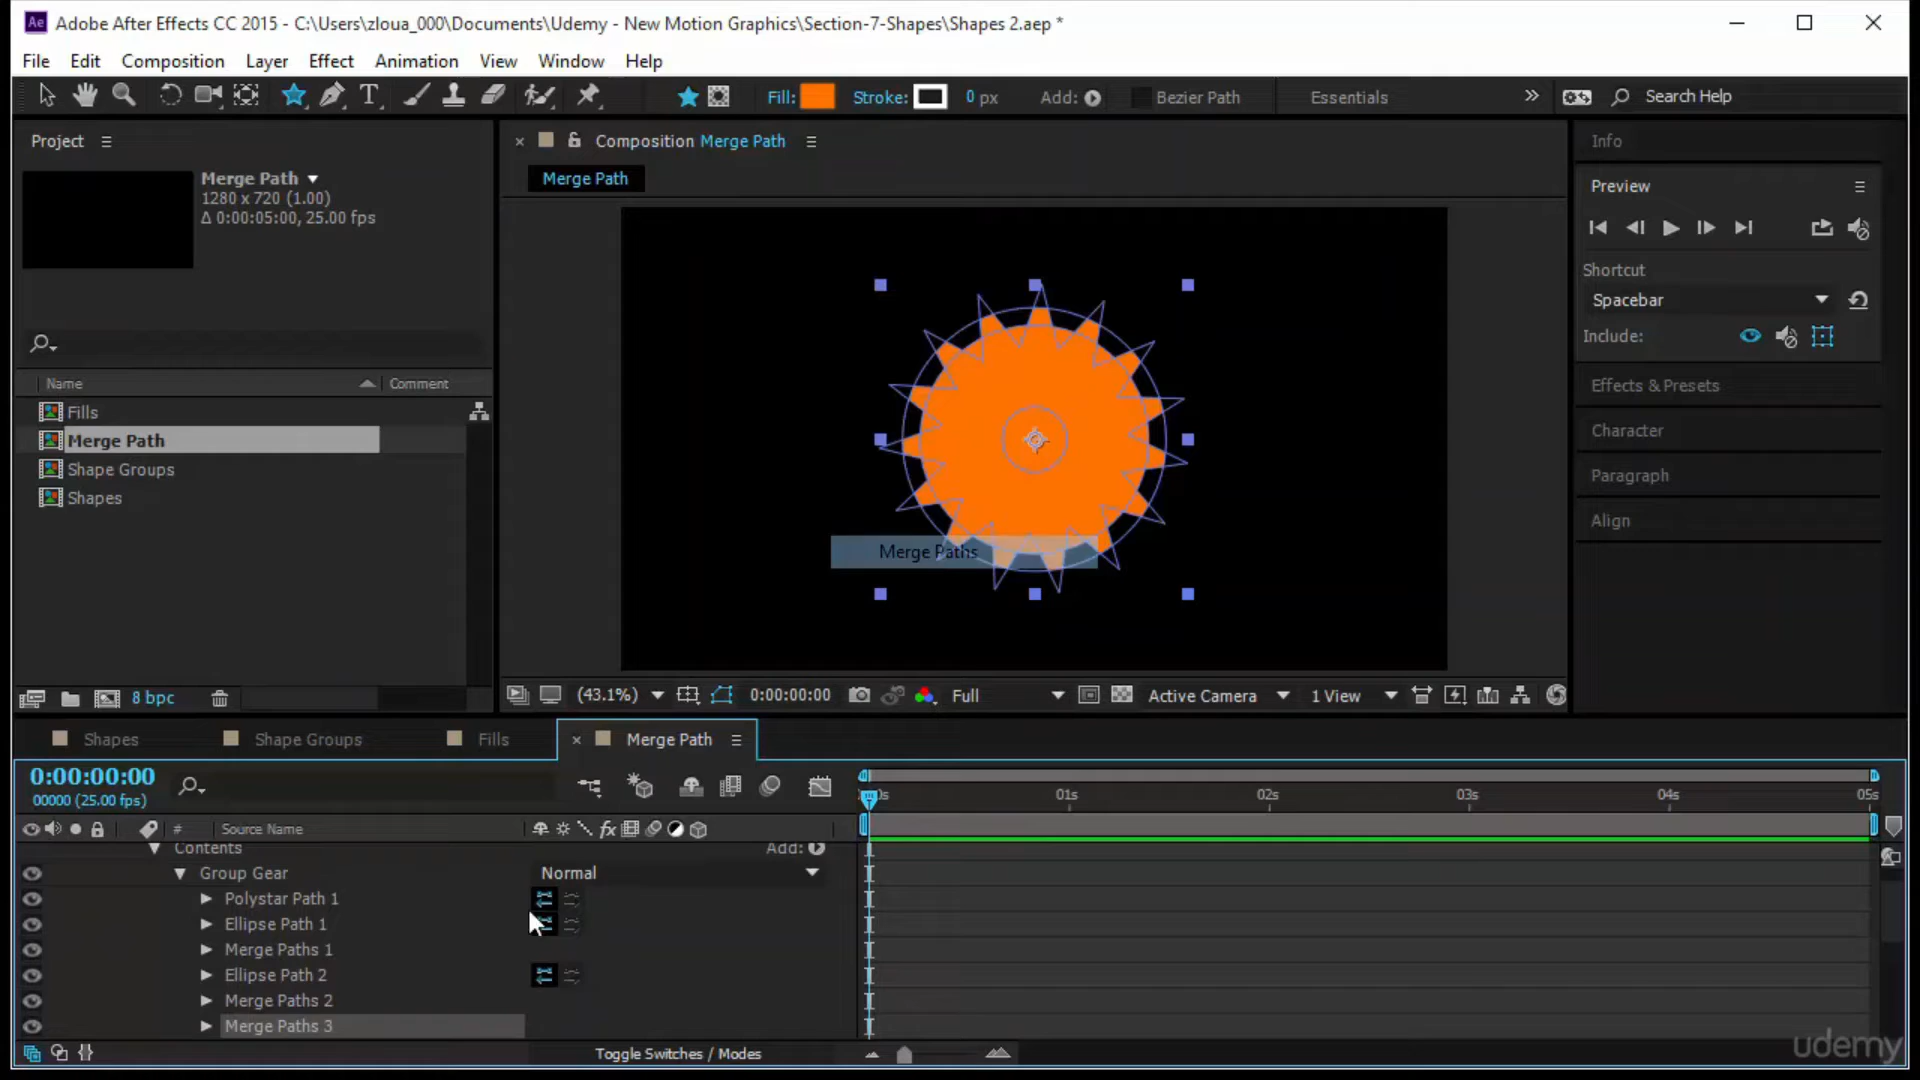 Ae Adobe After Effects CC 2015 - C:\Users\zloua_000\Documents\Udemy - New Motion Graphics\Section-7-Shapes\Shapes 2.aep *
File Edit Composition Layer Effect Animation View Window Help
T Fill: Stroke: 0 px Add: Bezier Path Essentials Search Help
Project
Merge Path
1280 x 720 (1.00)
Δ 0:00:05:00, 25.00 fps
Name Comment
Fills
Merge Path
Shape Groups
Shapes
8 bpc
Composition Merge Path
Merge Path
Merge Paths
(43.1%) 0:00:00:00 Full Active Camera 1 View
Info
Preview
Shortcut
Spacebar
Include:
Effects & Presets
Character
Paragraph
Align
Shapes Shape Groups Fills Merge Path
0:00:00:00
00000 (25.00 fps)
01s 02s 03s 04s 05s
# Source Name fx
Contents Add:
Group Gear Normal
Polystar Path 1
Ellipse Path 1
Merge Paths 1
Ellipse Path 2
Merge Paths 2
Merge Paths 3
Toggle Switches / Modes
udemy